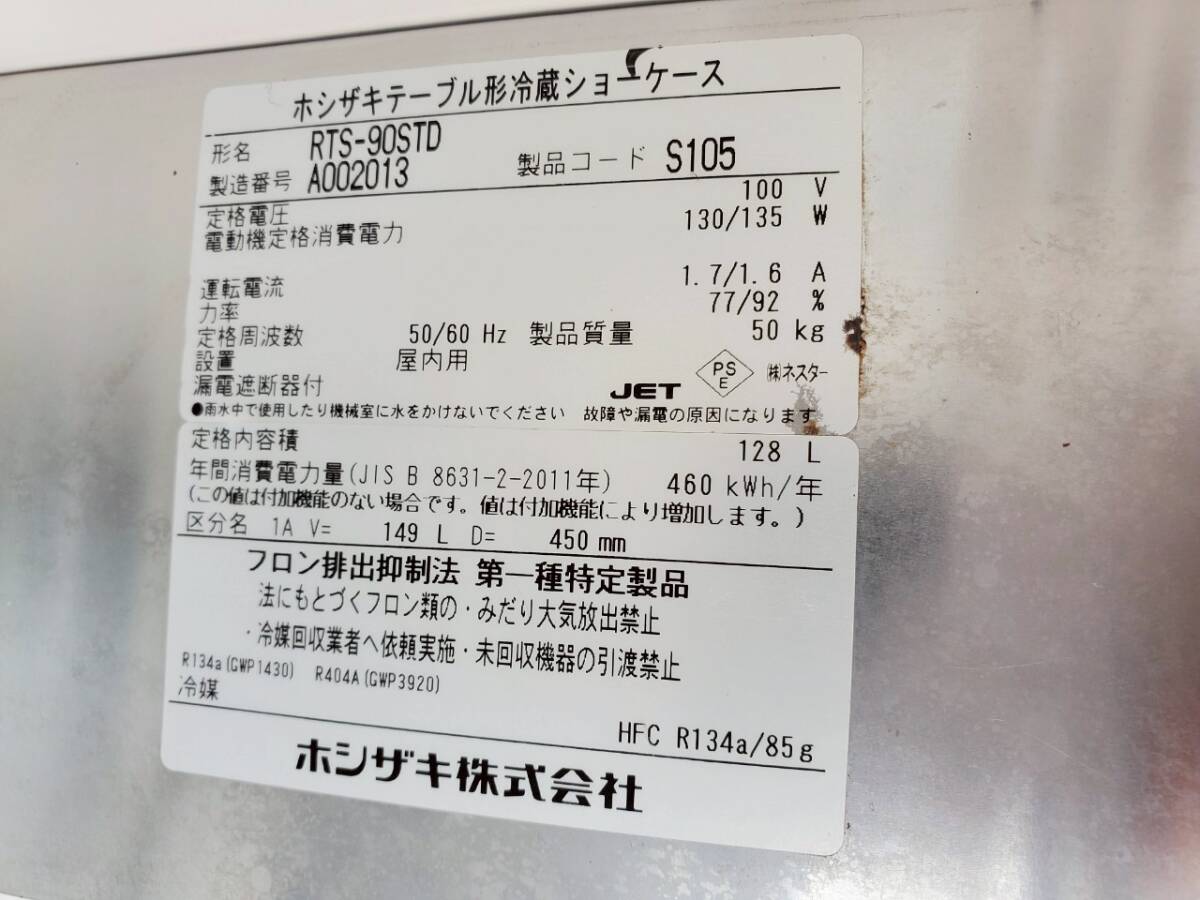 ホシザキテーブル形冷蔵ショーケース
形名 RTS-90STD
製造番号 A002013 製品コード S105
定格電圧 100 V
電動機定格消費電力 130/135 W
運転電流 1.7/1.6 A
力率 77/92 %
定格周波数 50/60 Hz 製品質量 50 kg
設置 屋内用
漏電遮断器付 JET PS E ㈱ネスター
●雨水中で使用したり機械室に水をかけないでください 故障や漏電の原因になります
定格内容積 128 L
年間消費電力量(JIS B 8631-2-2011年) 460 kWh/年
(この値は付加機能のない場合です。値は付加機能により増加します。)
区分名 1A V= 149 L D= 450 mm
フロン排出抑制法 第一種特定製品
法にもとづくフロン類の・みだり大気放出禁止
・冷媒回収業者へ依頼実施・未回収機器の引渡禁止
R134a(GWP1430) R404A(GWP3920)
冷媒 HFC R134a/85g
ホシザキ株式会社